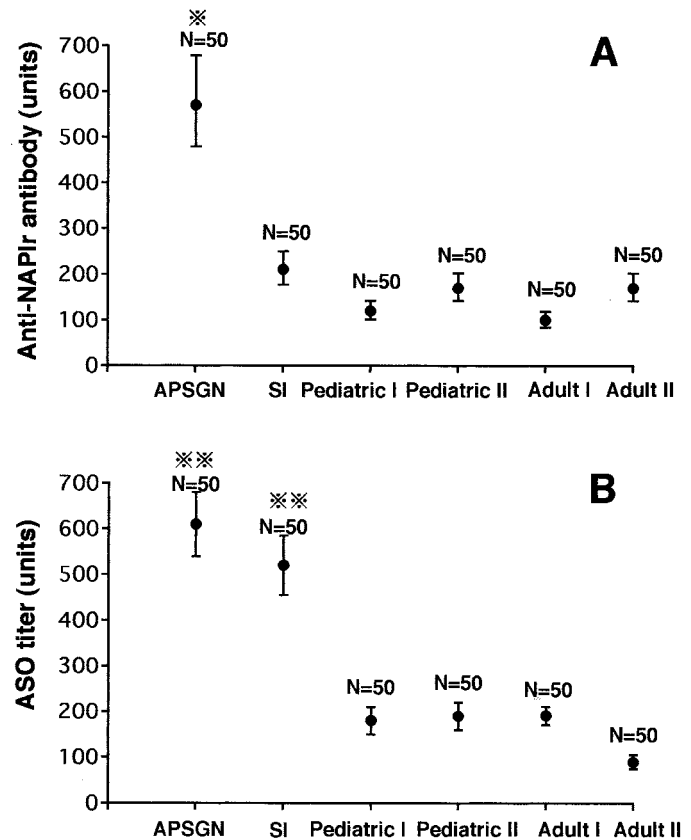 ※
N=50
A
700
600
500
400
300
200
100
0
Anti-NAPlr antibody (units)
N=50
N=50
N=50
N=50
N=50
APSGN SI Pediatric I Pediatric II Adult I Adult II
※※
N=50
B
※※
N=50
700
600
500
400
300
200
100
0
ASO titer (units)
N=50
N=50
N=50
N=50
APSGN SI Pediatric I Pediatric II Adult I Adult II